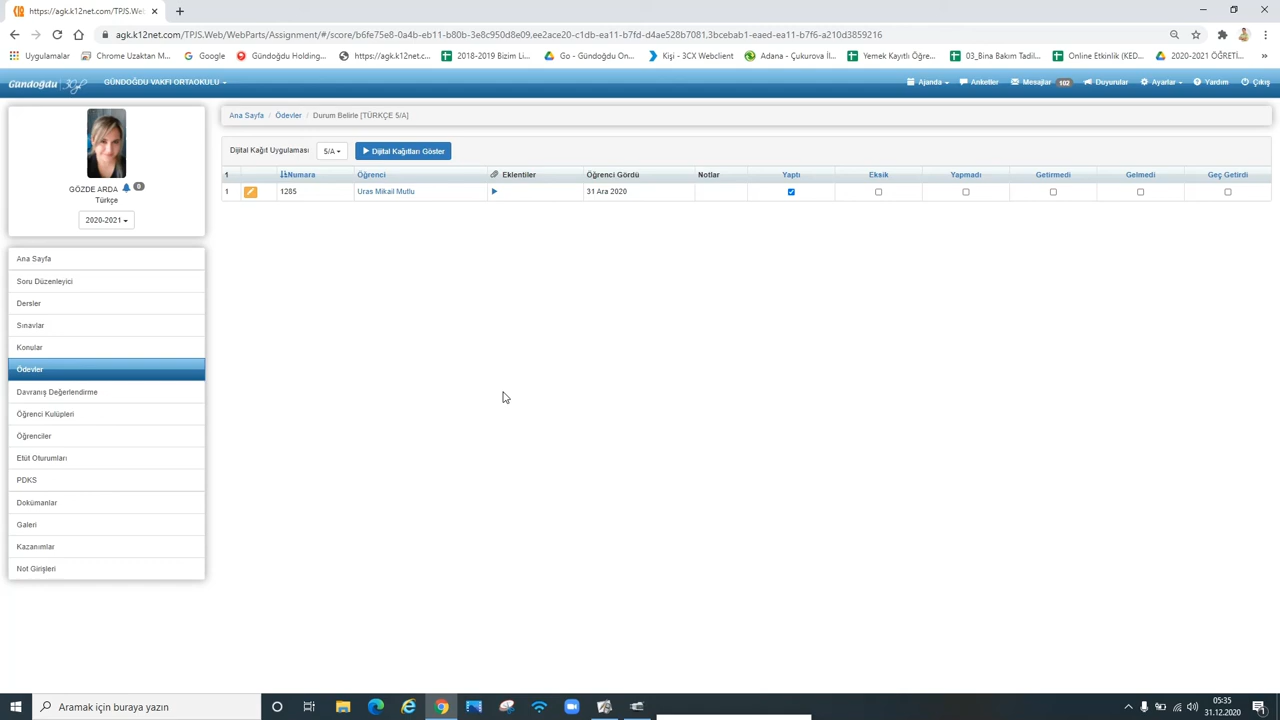 https://agk.k12net.com/TPJS.We
agk.k12net.com/TPJS.Web/WebParts/Assignment/#/score/b6fe75e8-0a4b-eb11-b80b-3e8c950d8e09,ee2ace20-c1db-ea11-b7fd-d4ae528b7081,3bcebab1-eaed-ea11-b7f6-a210d3859216
Uygulamalar Chrome Uzaktan M... Google Gündoğdu Holding... https://agk.k12net.c... 2018-2019 Bizim Li... Go - Gündoğdu On... Kişi - 3CX Webclient Adana - Çukurova İl... Yemek Kayıtlı Öğre... 03_Bina Bakım Tadil... Online Etkinlik (KED... 2020-2021 ÖĞRETİ... »
Gündoğdu 30 GÜNDOĞDU VAKFI ORTAOKULU Ajanda Anketler Mesajlar 102 Duyurular Ayarlar Yardım Çıkış
Ana Sayfa / Ödevler / Durum Belirle [TÜRKÇE 5/A]
GÖZDE ARDA 0
Türkçe
2020-2021
Dijital Kağıt Uygulaması 5/A Dijital Kağıtları Göster
1 Numara Öğrenci Eklentiler Öğrenci Gördü Notlar Yaptı Eksik Yapmadı Getirmedi Gelmedi Geç Getirdi
1 1285 Uras Mikail Mutlu 31 Ara 2020
Ana Sayfa
Soru Düzenleyici
Dersler
Sınavlar
Konular
Ödevler
Davranış Değerlendirme
Öğrenci Kulüpleri
Öğrenciler
Etüt Oturumları
PDKS
Dokümanlar
Galeri
Kazanımlar
Not Girişleri
Aramak için buraya yazın
05:35
31.12.2020